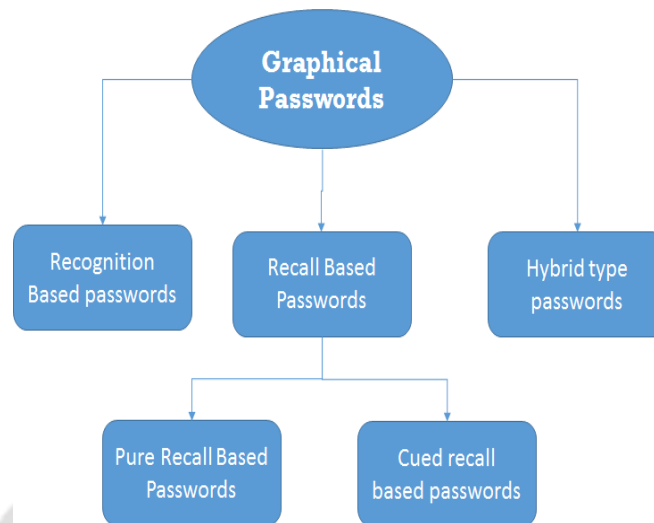 Graphical
Passwords
Recognition
Based passwords
Recall Based
Passwords
Hybrid type
passwords
Pure Recall Based
Passwords
Cued recall
based passwords